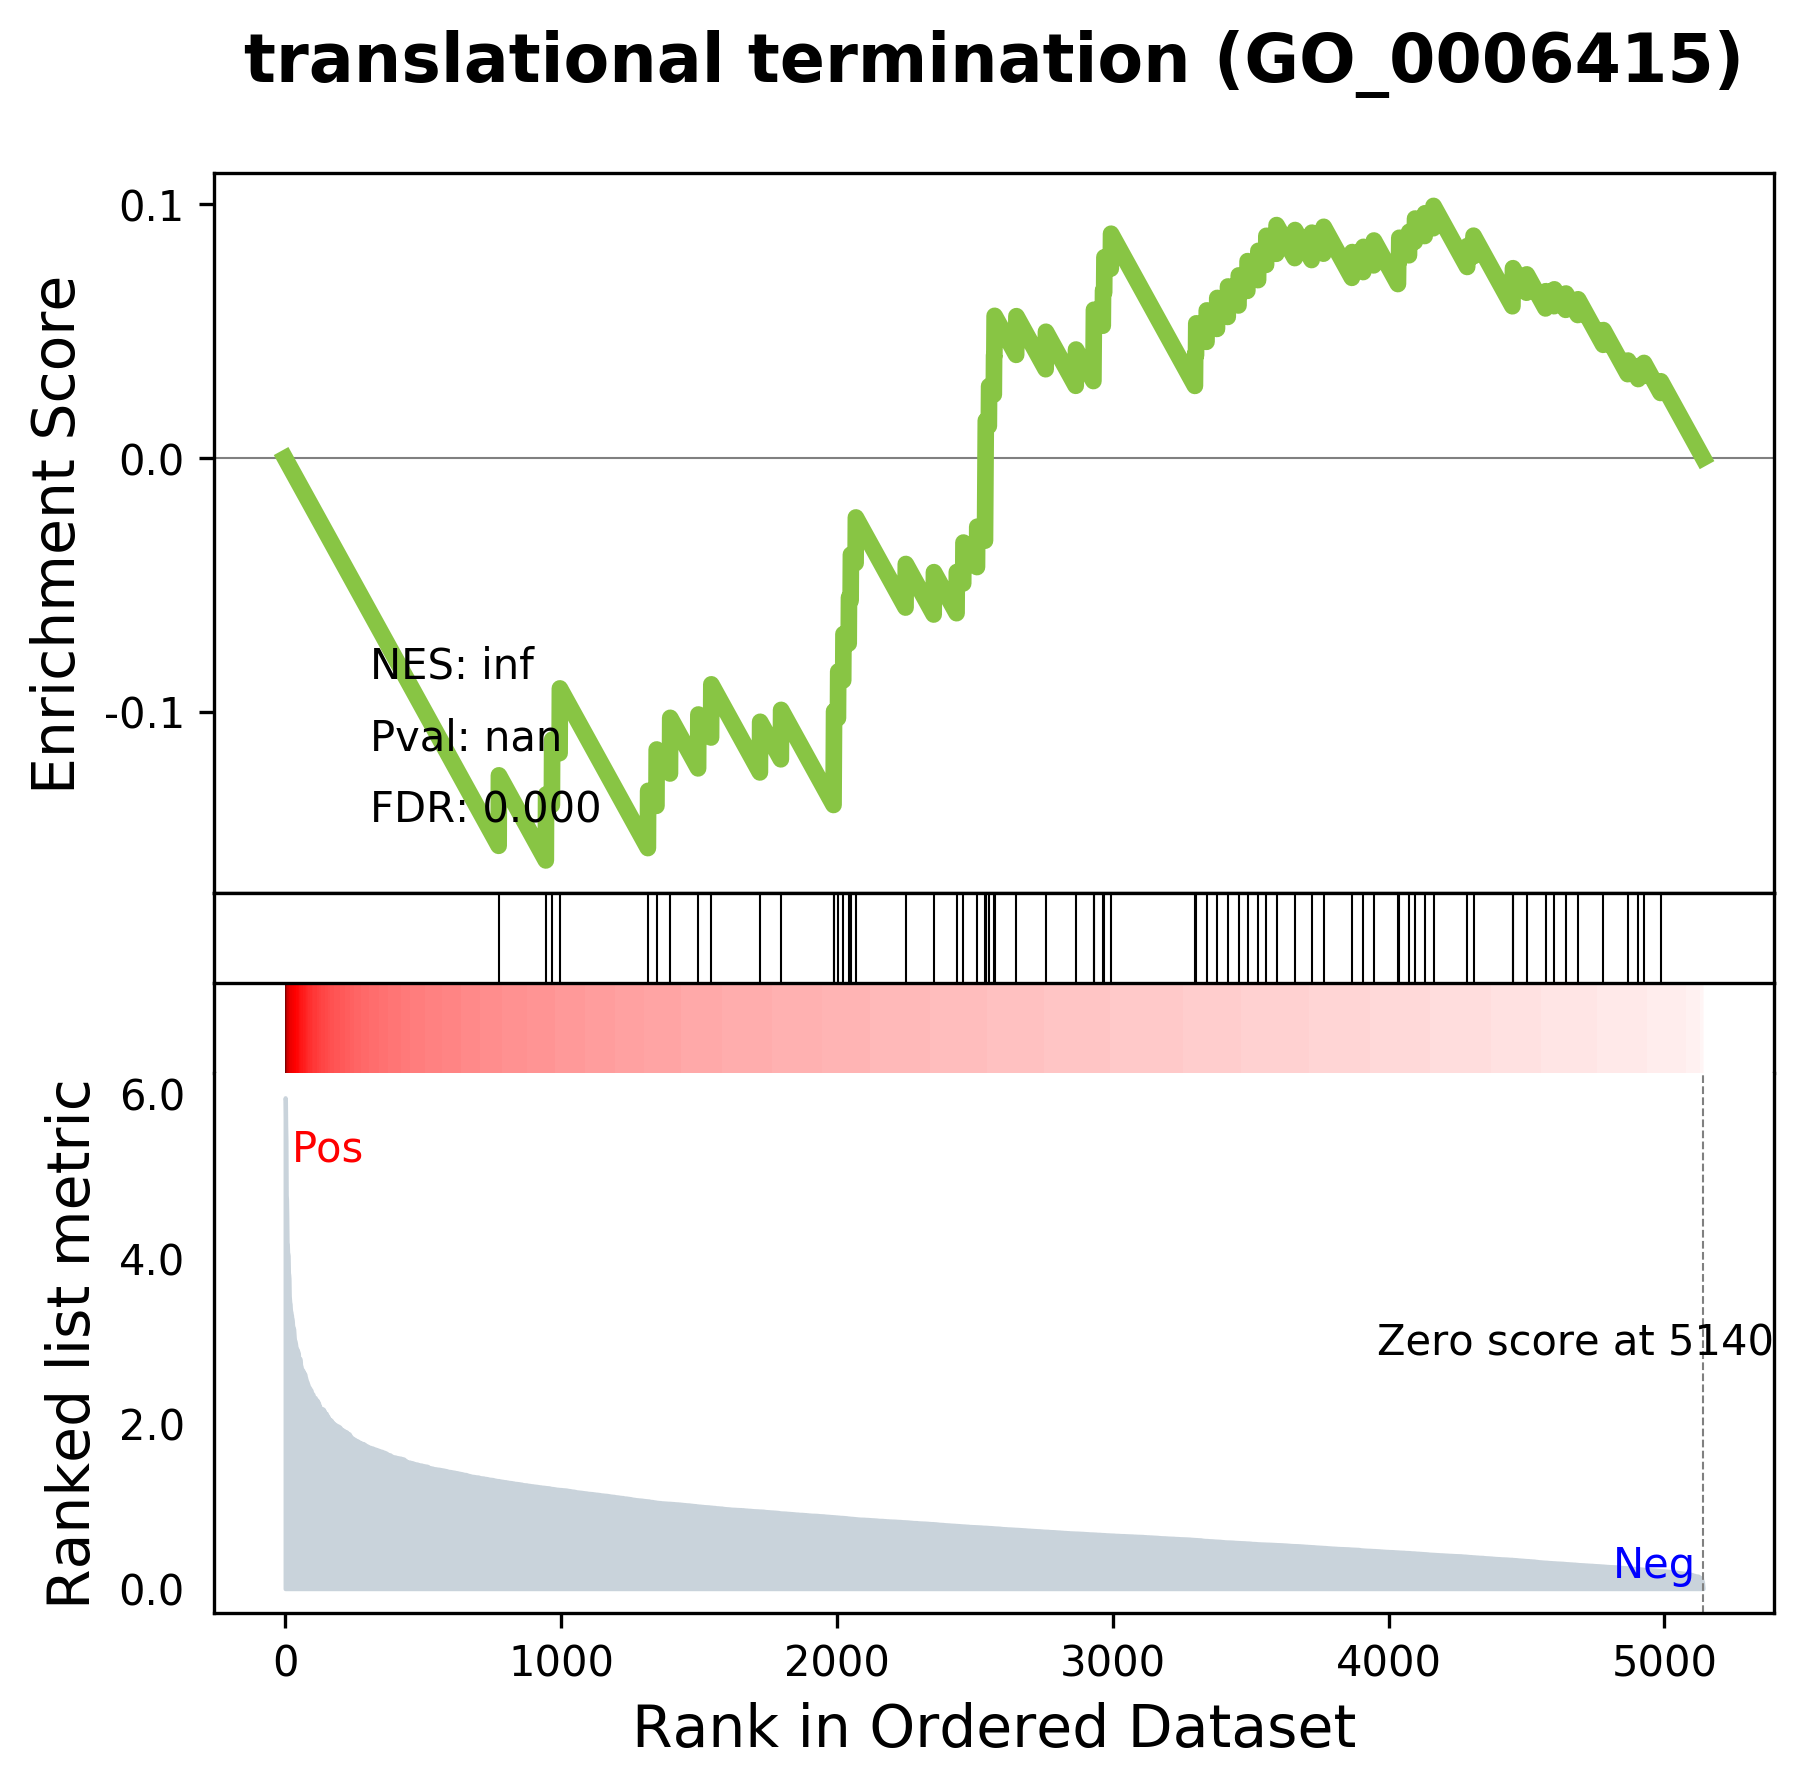 translational termination (GO_0006415)
Enrichment Score
0.1
0.0
-0.1
NES: inf
Pval: nan
FDR: 0.000
Ranked list metric
6.0
4.0
2.0
0.0
Pos
Zero score at 5140
Neg
0 1000 2000 3000 4000 5000
Rank in Ordered Dataset